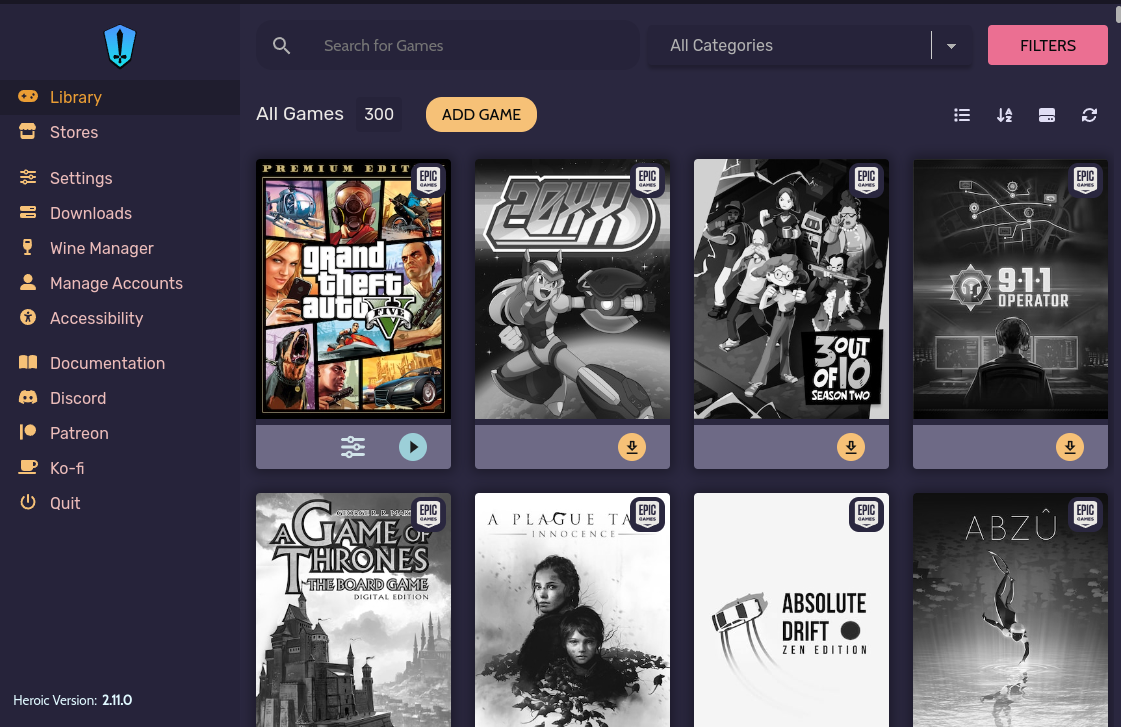 Search for Games
All Categories
FILTERS
Library
Stores
Settings
Downloads
Wine Manager
Manage Accounts
Accessibility
Documentation
Discord
Patreon
Ko-fi
Quit
Heroic Version: 2.11.0
All Games 300
ADD GAME
PREMIUM EDIT
EPIC
GAMES
grand
theft
auto
FIVE
EPIC
GAMES
20XX
EPIC
GAMES
3 OUT
OF 10
SEASON TWO
EPIC
GAMES
9·1·1
OPERATOR
EPIC
GAMES
GEORGE R. R. MAR
A GAME OF
THRONES
THE BOARD GAME
DIGITAL EDITION
EPIC
GAMES
A PLAGUE TA
INNOCENCE
EPIC
GAMES
ABSOLUTE
DRIFT
ZEN EDITION
EPIC
GAMES
ABZÛ